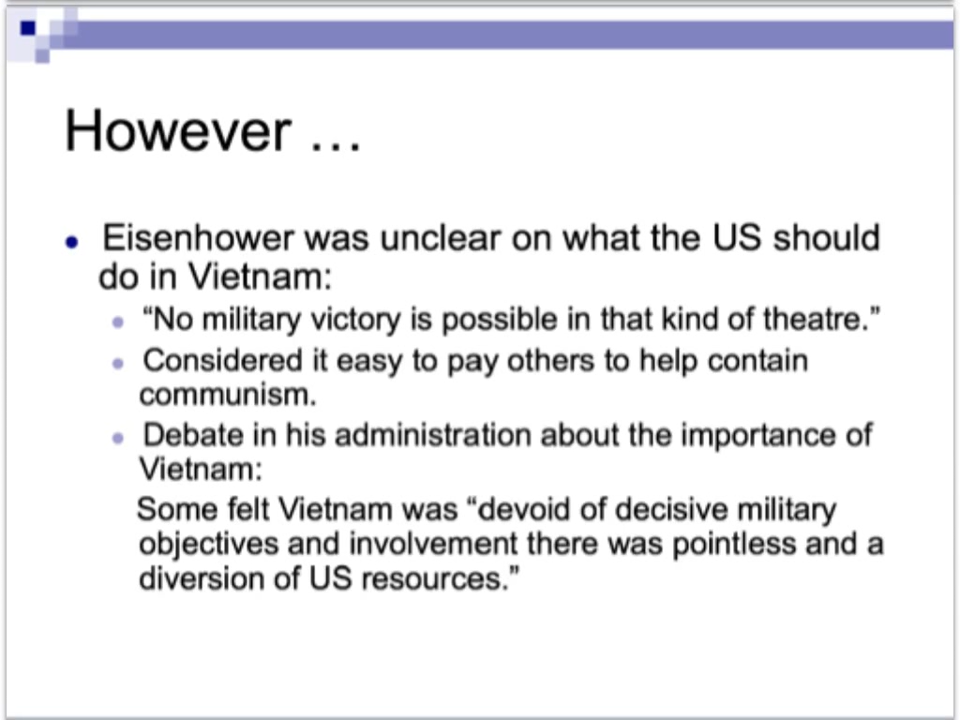 However …
• Eisenhower was unclear on what the US should
do in Vietnam:
• “No military victory is possible in that kind of theatre.”
• Considered it easy to pay others to help contain
communism.
• Debate in his administration about the importance of
Vietnam:
Some felt Vietnam was “devoid of decisive military
objectives and involvement there was pointless and a
diversion of US resources.”